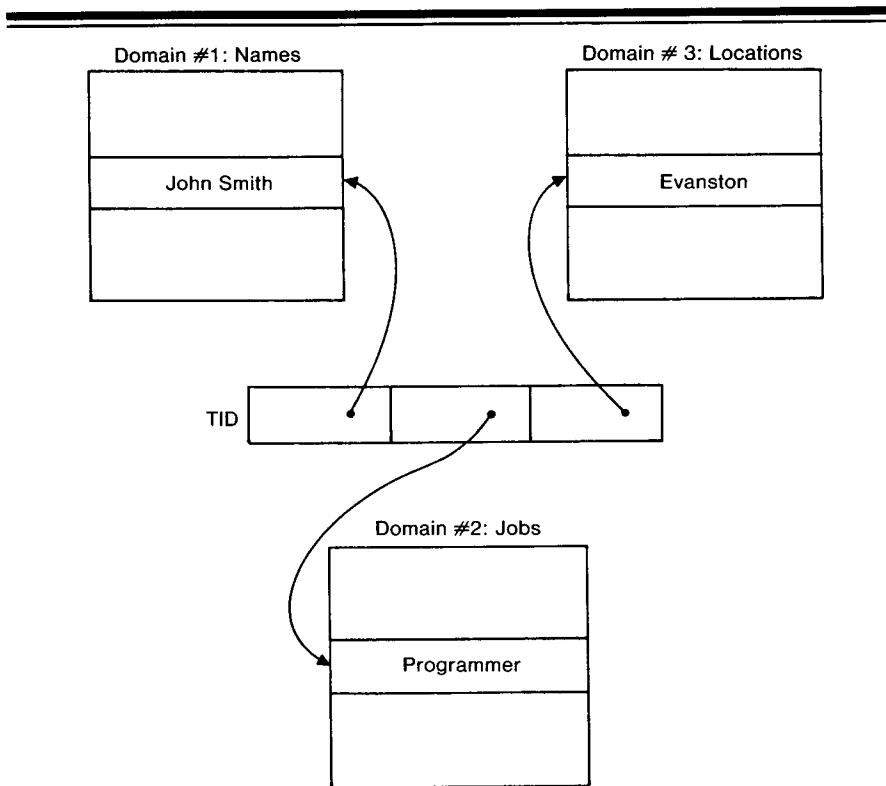 Domain #1: Names
Domain # 3: Locations
John Smith
Evanston
TID
Domain #2: Jobs
Programmer